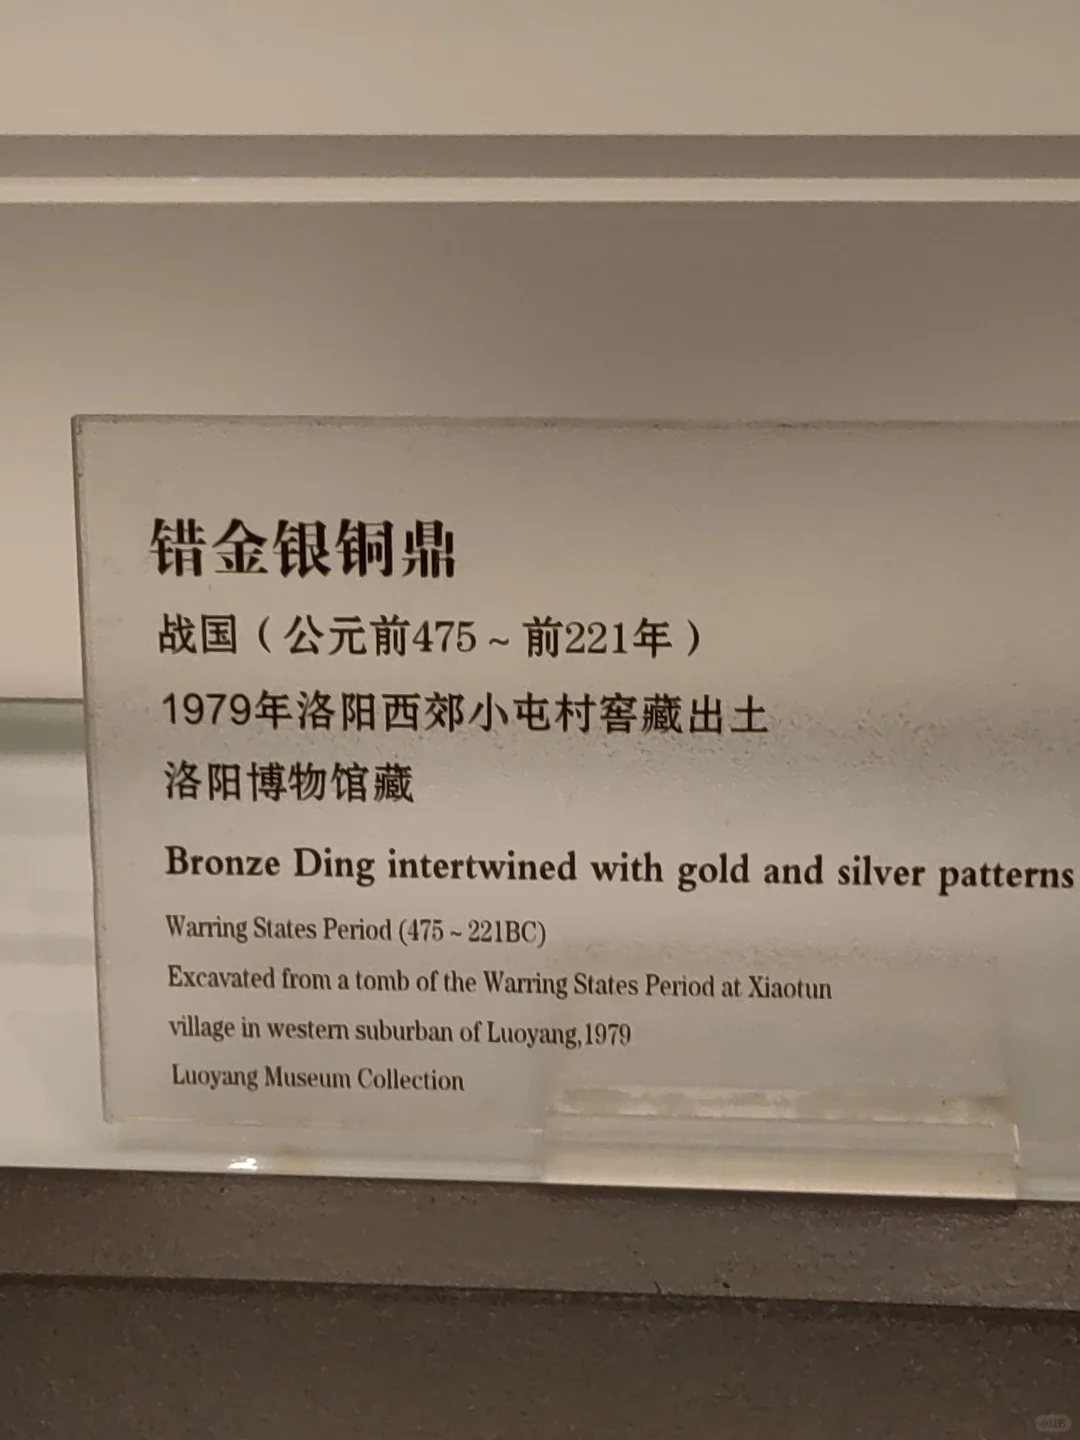 错金银铜鼎
战国（公元前475～前221年）
1979年洛阳西郊小屯村窖藏出土
洛阳博物馆藏
Bronze Ding intertwined with gold and silver patterns
Warring States Period (475~221BC)
Excavated from a tomb of the Warring States Period at Xiaotun
village in western suburban of Luoyang,1979
Luoyang Museum Collection
小红书